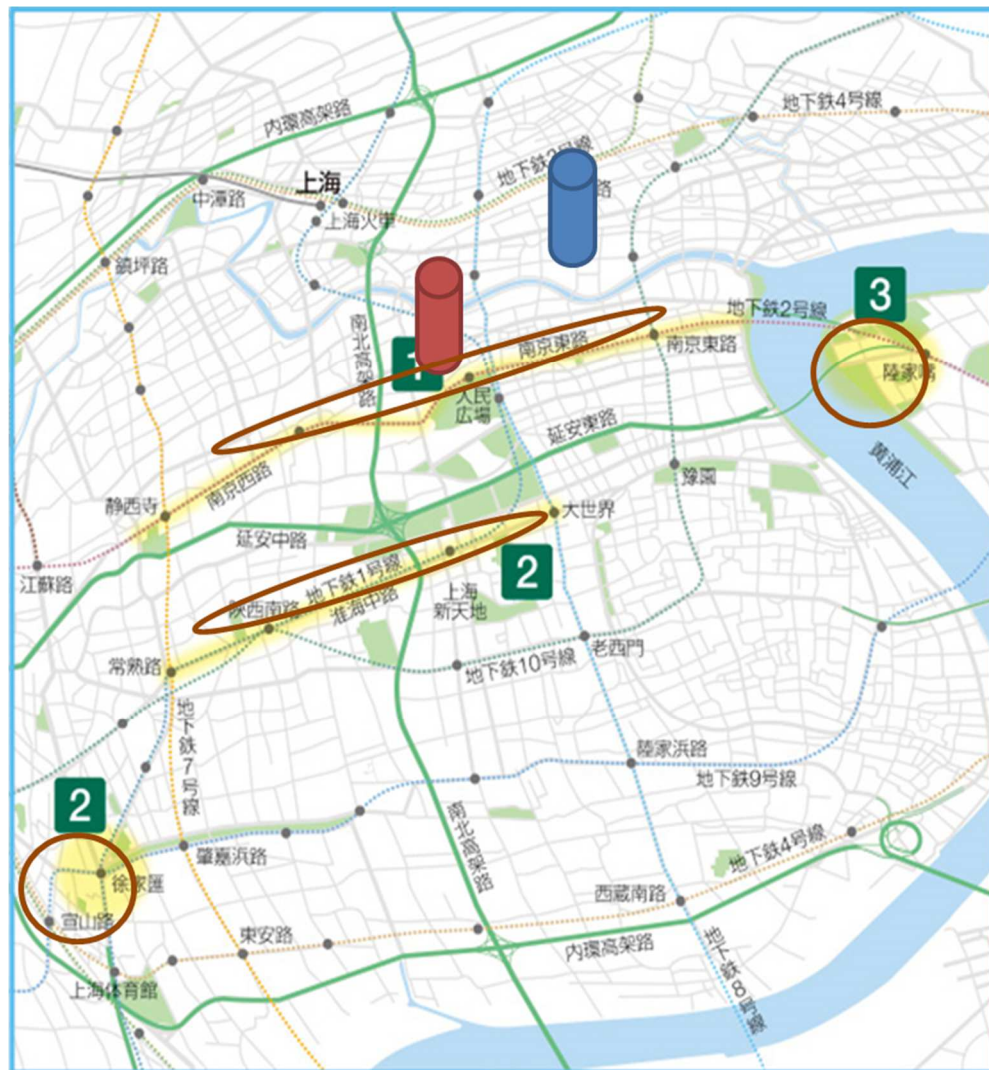 地下鉄4号線
内環高架路
地下鉄3号線
路
上海
中潭路
上海火車
鎮坪路
3
地下鉄2号線
南北高架路
1
南京東路
南京東路
陸家嘴
人民
広場
延安東路
黄浦江
南京西路
豫園
静西寺
大世界
延安中路
2
江蘇路
地下鉄1号線
上海
新天地
陝西南路
淮海中路
老西門
常熟路
地下鉄10号線
地下鉄7号線
陸家浜路
地下鉄9号線
2
南北高架路
地下鉄4号線
肇嘉浜路
徐家匯
西蔵南路
宣山路
東安路
内環高架路
地下鉄8号線
上海体育館